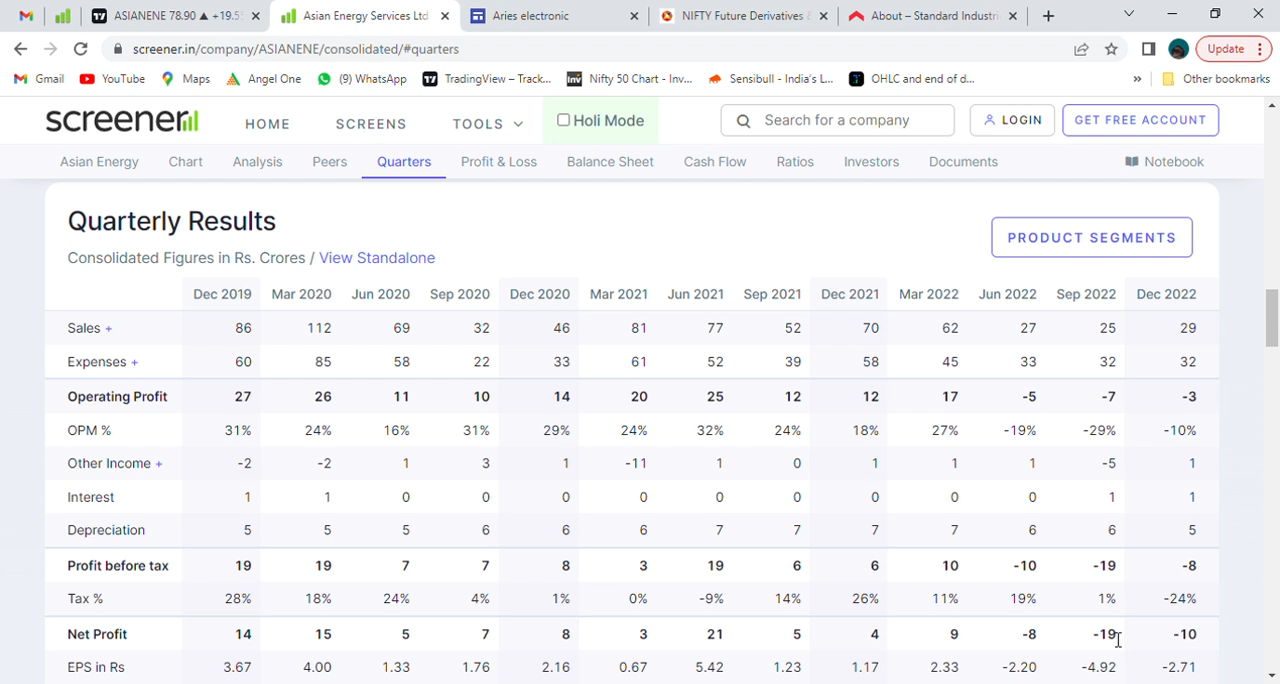 ASIANENE 78.90 ▲ +19.5
Asian Energy Services Ltd
Aries electronic
NIFTY Future Derivatives &
About – Standard Industri
screener.in/company/ASIANENE/consolidated/#quarters
Update
Gmail YouTube Maps Angel One (9) WhatsApp TradingView – Track... Nifty 50 Chart - Inv... Sensibull - India's L... OHLC and end of d... » Other bookmarks
screener
HOME SCREENS TOOLS Holi Mode Search for a company LOGIN GET FREE ACCOUNT
Asian Energy Chart Analysis Peers Quarters Profit & Loss Balance Sheet Cash Flow Ratios Investors Documents Notebook
Quarterly Results
PRODUCT SEGMENTS
Consolidated Figures in Rs. Crores / View Standalone
Dec 2019 Mar 2020 Jun 2020 Sep 2020 Dec 2020 Mar 2021 Jun 2021 Sep 2021 Dec 2021 Mar 2022 Jun 2022 Sep 2022 Dec 2022
Sales + 86 112 69 32 46 81 77 52 70 62 27 25 29
Expenses + 60 85 58 22 33 61 52 39 58 45 33 32 32
Operating Profit 27 26 11 10 14 20 25 12 12 17 -5 -7 -3
OPM % 31% 24% 16% 31% 29% 24% 32% 24% 18% 27% -19% -29% -10%
Other Income + -2 -2 1 3 1 -11 1 0 1 1 1 -5 1
Interest 1 1 0 0 0 0 0 0 0 0 0 1 1
Depreciation 5 5 5 6 6 6 7 7 7 7 6 6 5
Profit before tax 19 19 7 7 8 3 19 6 6 10 -10 -19 -8
Tax % 28% 18% 24% 4% 1% 0% -9% 14% 26% 11% 19% 1% -24%
Net Profit 14 15 5 7 8 3 21 5 4 9 -8 -19 -10
EPS in Rs 3.67 4.00 1.33 1.76 2.16 0.67 5.42 1.23 1.17 2.33 -2.20 -4.92 -2.71